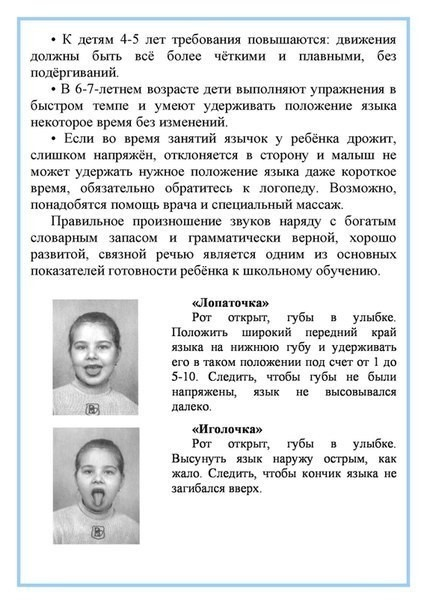 • К детям 4-5 лет требования повышаются: движения
должны быть всё более чёткими и плавными, без
подёргиваний.
• В 6-7-летнем возрасте дети выполняют упражнения в
быстром темпе и умеют удерживать положение языка
некоторое время без изменений.
• Если во время занятий язычок у ребёнка дрожит,
слишком напряжён, отклоняется в сторону и малыш не
может удержать нужное положение языка даже короткое
время, обязательно обратитесь к логопеду. Возможно,
понадобятся помощь врача и специальный массаж.
Правильное произношение звуков наряду с богатым
словарным запасом и грамматически верной, хорошо
развитой, связной речью является одним из основных
показателей готовности ребёнка к школьному обучению.
«Лопаточка»
Рот открыт, губы в улыбке.
Положить широкий передний край
языка на нижнюю губу и удерживать
его в таком положении под счет от 1 до
5-10. Следить, чтобы губы не были
напряжены, язык не высовывался
далеко.
«Иголочка»
Рот открыт, губы в улыбке.
Высунуть язык наружу острым, как
жало. Следить, чтобы кончик языка не
загибался вверх.